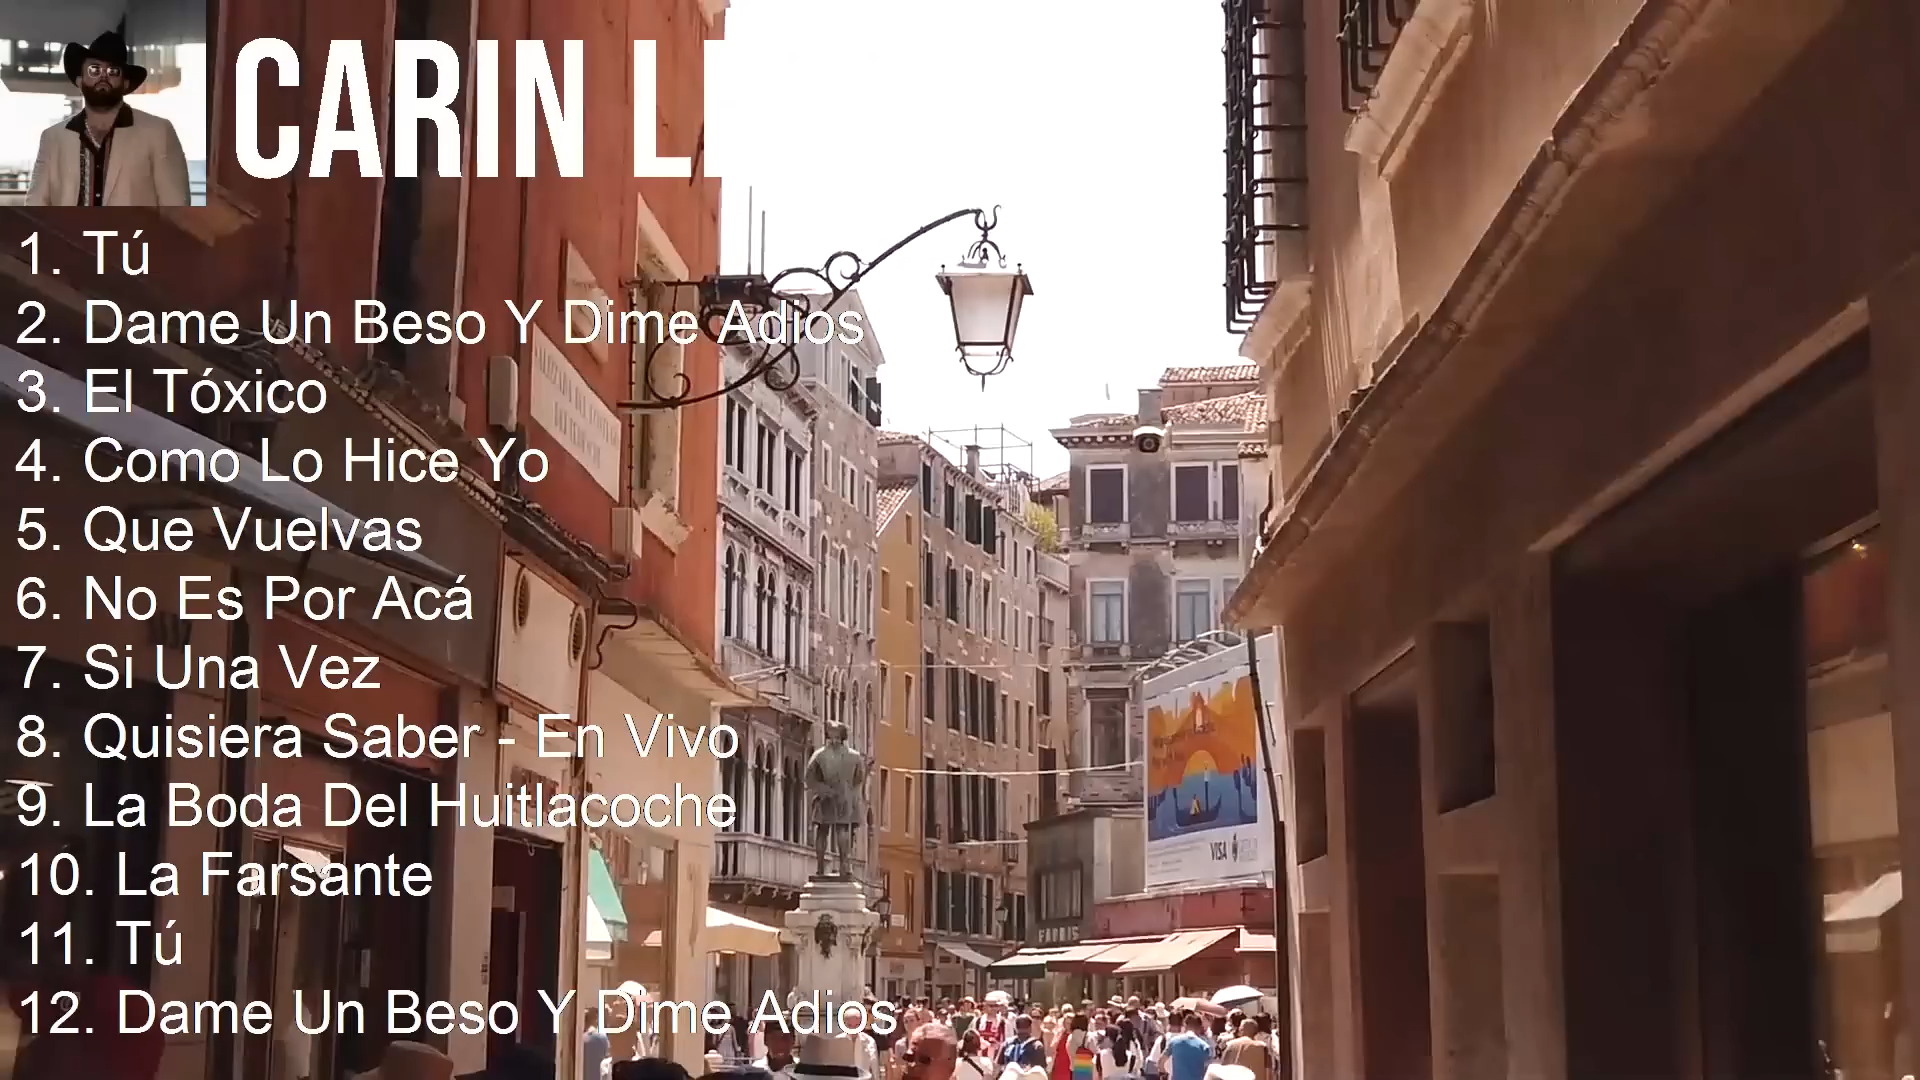 CARIN L
1. Tú
2. Dame Un Beso Y Dime Adios
3. El Tóxico
4. Como Lo Hice Yo
5. Que Vuelvas
6. No Es Por Acá
7. Si Una Vez
8. Quisiera Saber - En Vivo
9. La Boda Del Huitlacoche
10. La Farsante
11. Tú
12. Dame Un Beso Y Dime Adios
VISA